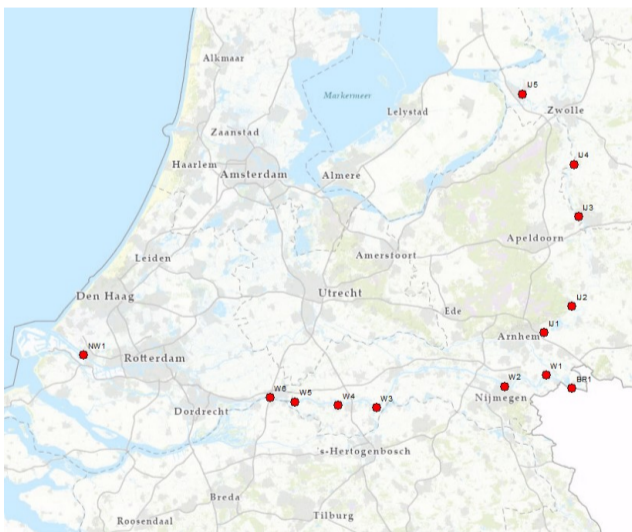 Alkmaar
U5
Markermeer
Lelystad
Zwolle
Zaanstad
Haarlem
U4
Amsterdam
Almere
U3
Apeldoorn
Leiden
Amersfoort
Den Haag
Utrecht
U2
Ede
U1
Arnhem
NW1
Rotterdam
W1
W2
BR1
Nijmegen
W6
W5
W4
W3
Dordrecht
s-Hertogenbosch
Breda
Tilburg
Roosendaal